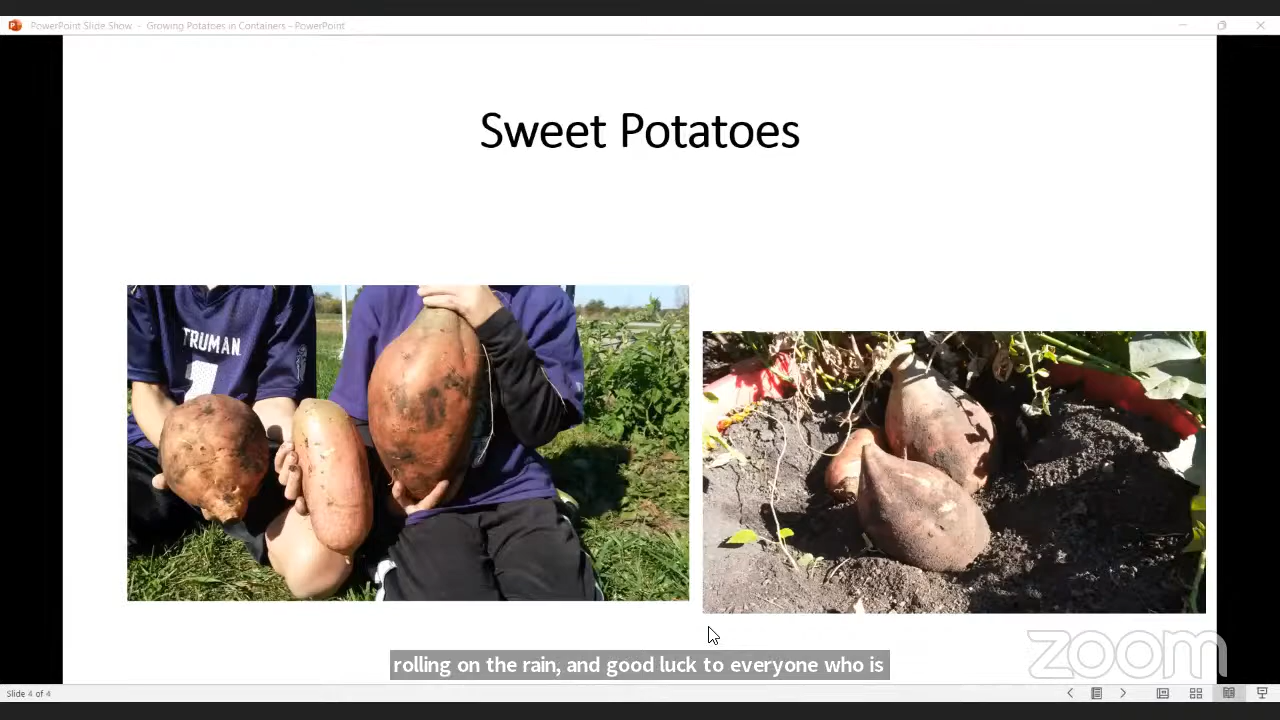 PowerPoint Slide Show - Growing Potatoes in Containers - PowerPoint
Sweet Potatoes
TRUMAN
1
zoom
rolling on the rain, and good luck to everyone who is
Slide 4 of 4